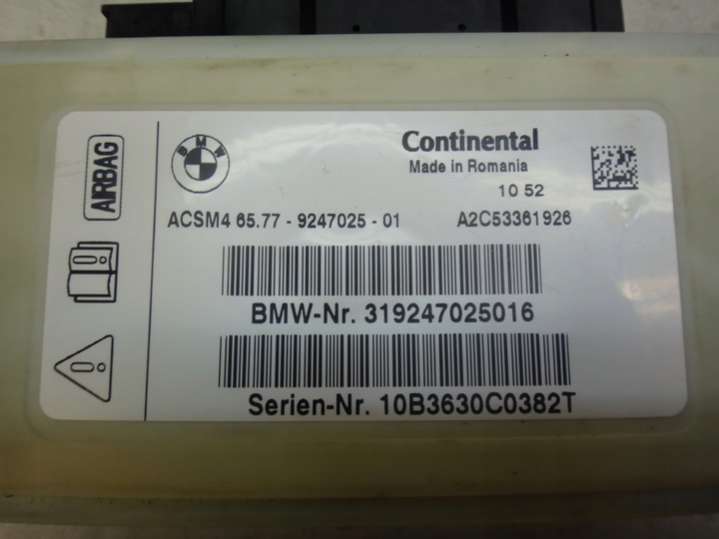 AIRBAG
BMW
Continental
Made in Romania
10 52
ACSM4 65.77 - 9247025 - 01 A2C53361926
BMW-Nr. 319247025016
Serien-Nr. 10B3630C0382T